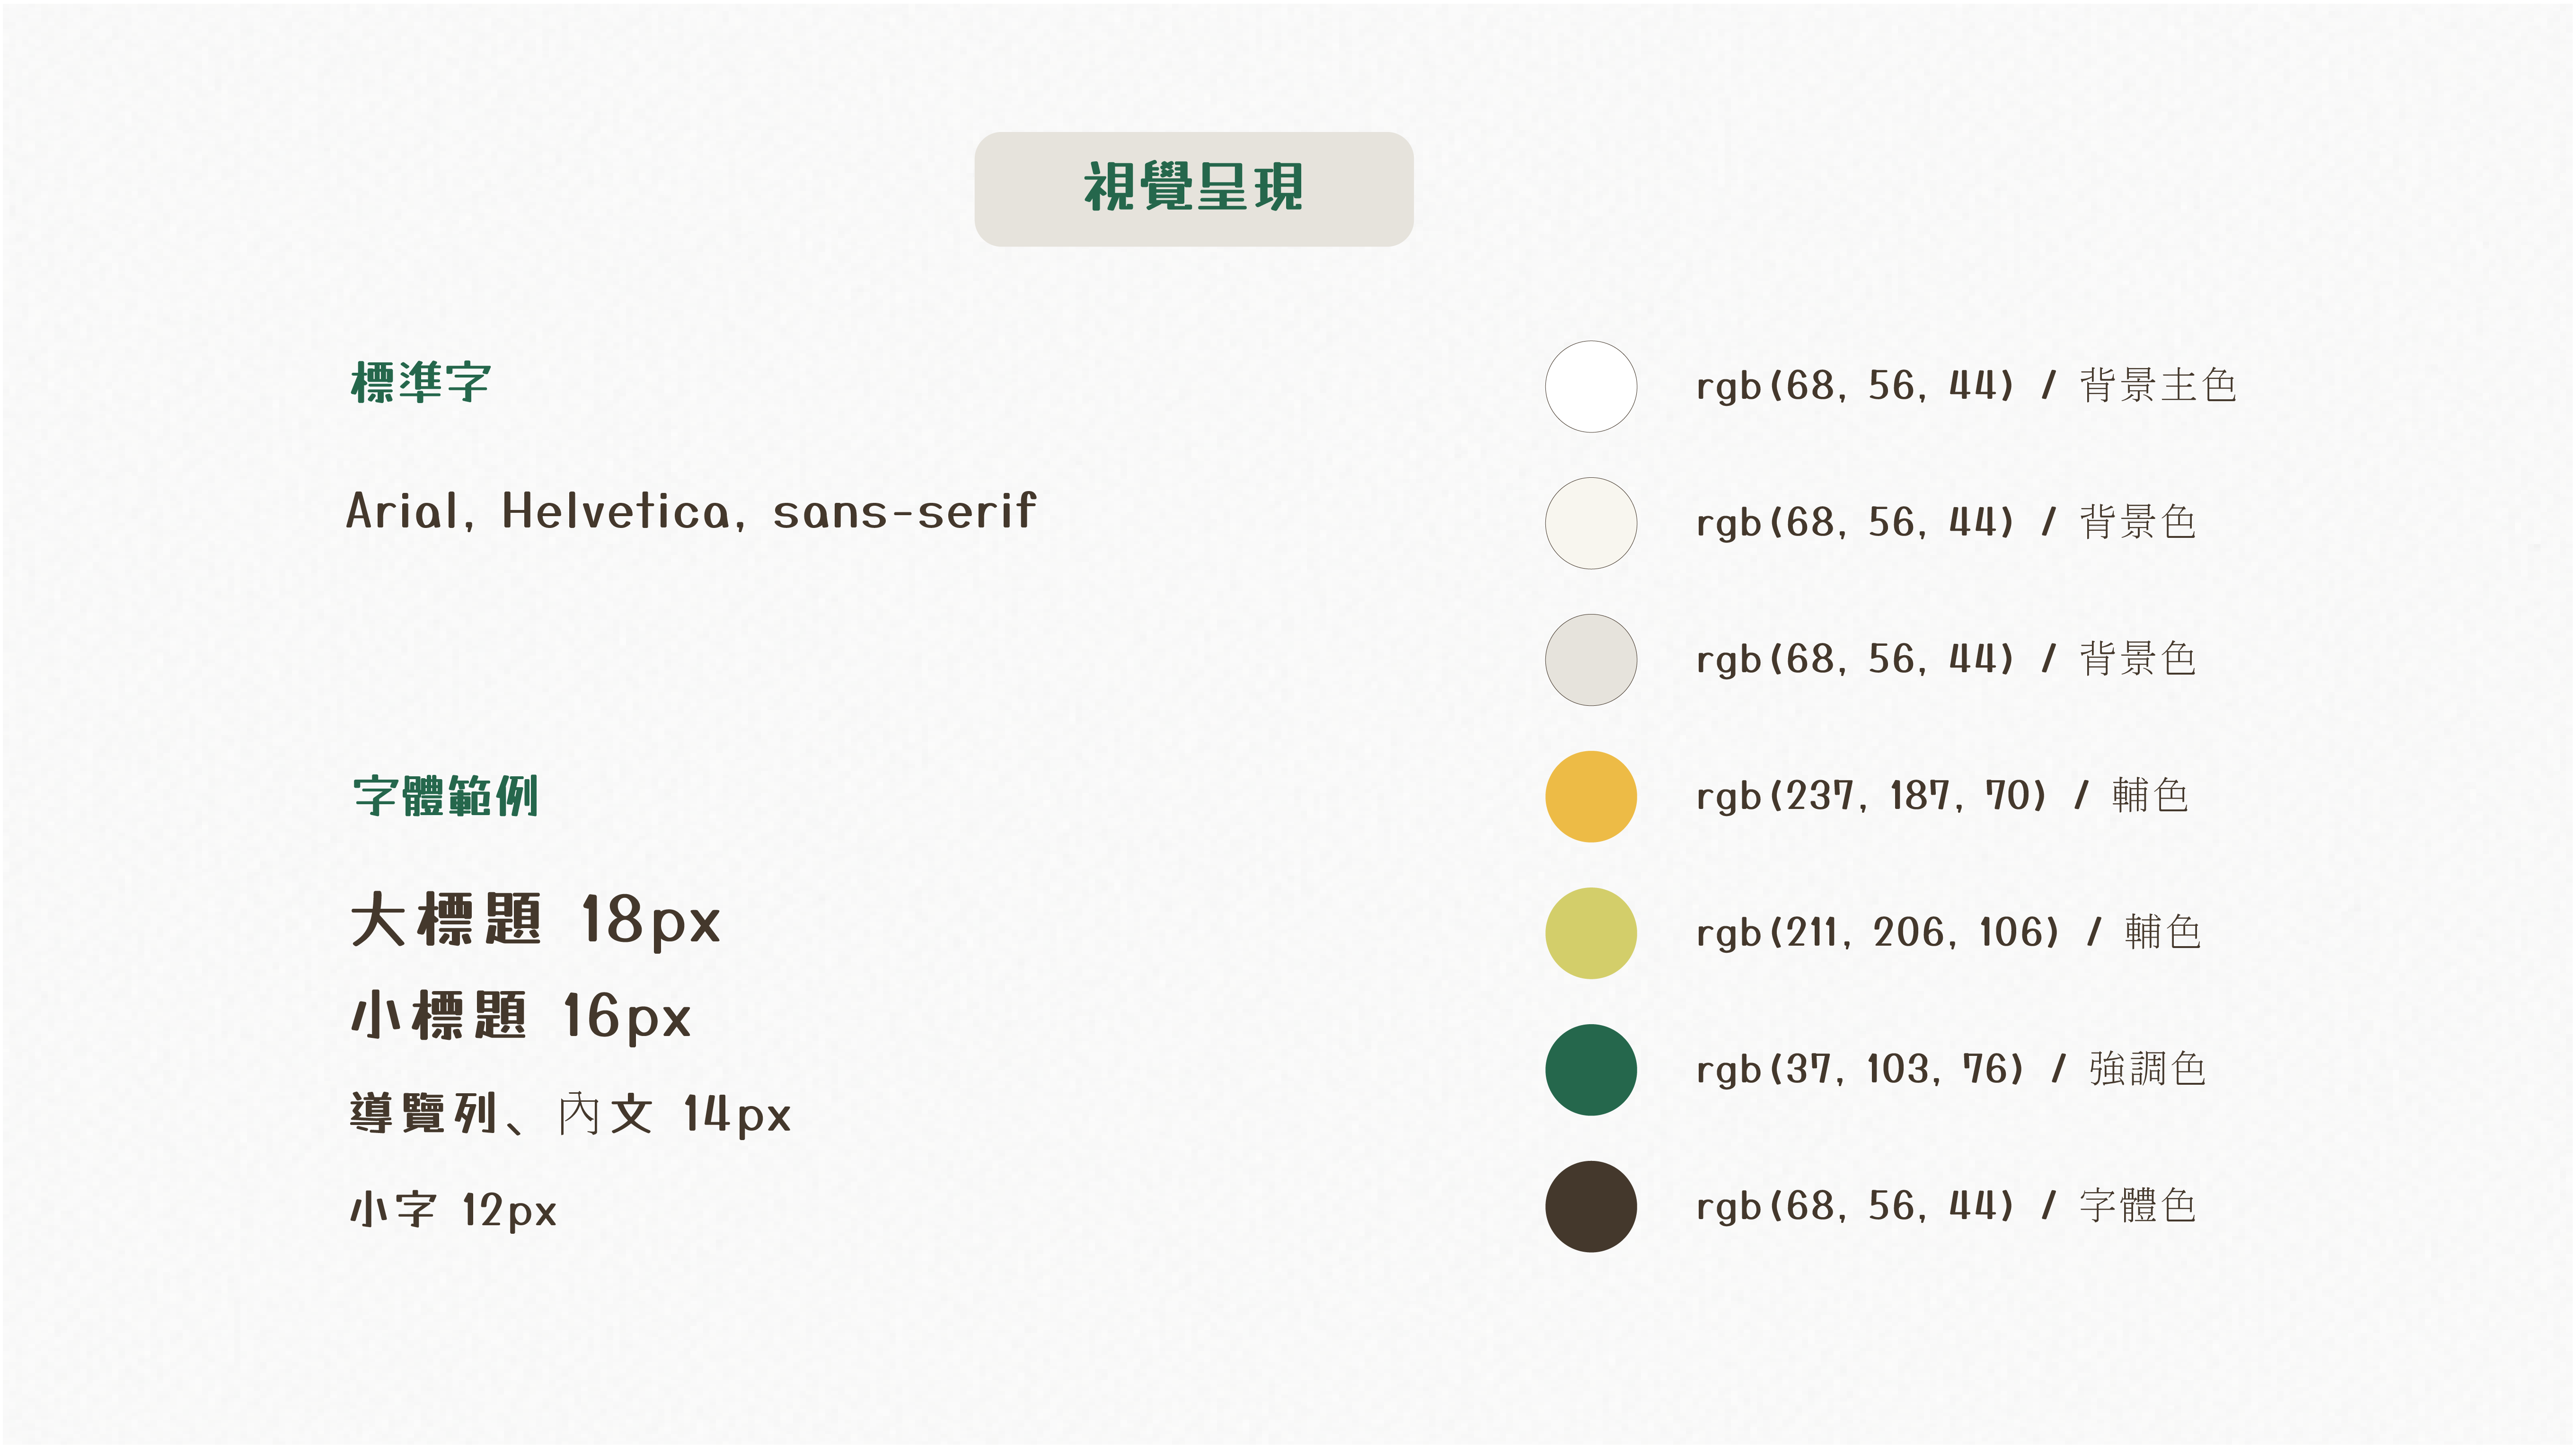 視覺呈現
標準字
Arial, Helvetica, sans-serif
字體範例
大標題 18px
小標題 16px
導覽列、內文 14px
小字 12px
rgb(68, 56, 44) / 背景主色
rgb(68, 56, 44) / 背景色
rgb(68, 56, 44) / 背景色
rgb(237, 187, 70) / 輔色
rgb(211, 206, 106) / 輔色
rgb(37, 103, 76) / 強調色
rgb(68, 56, 44) / 字體色